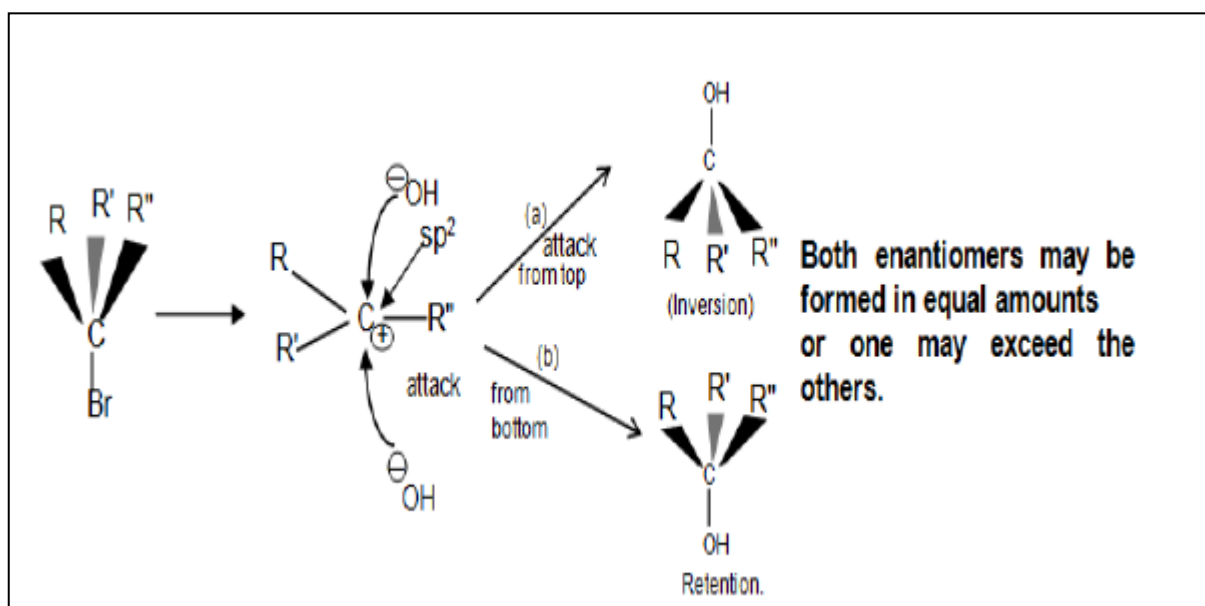 R R' R"
C
Br
⊖OH
sp²
R
C
⊕
R"
R'
attack
⊖OH
(a)
attack
from top
(b)
from
bottom
OH
C
R R' R"
(Inversion)
R R' R"
C
OH
Retention.
Both enantiomers may be
formed in equal amounts
or one may exceed the
others.